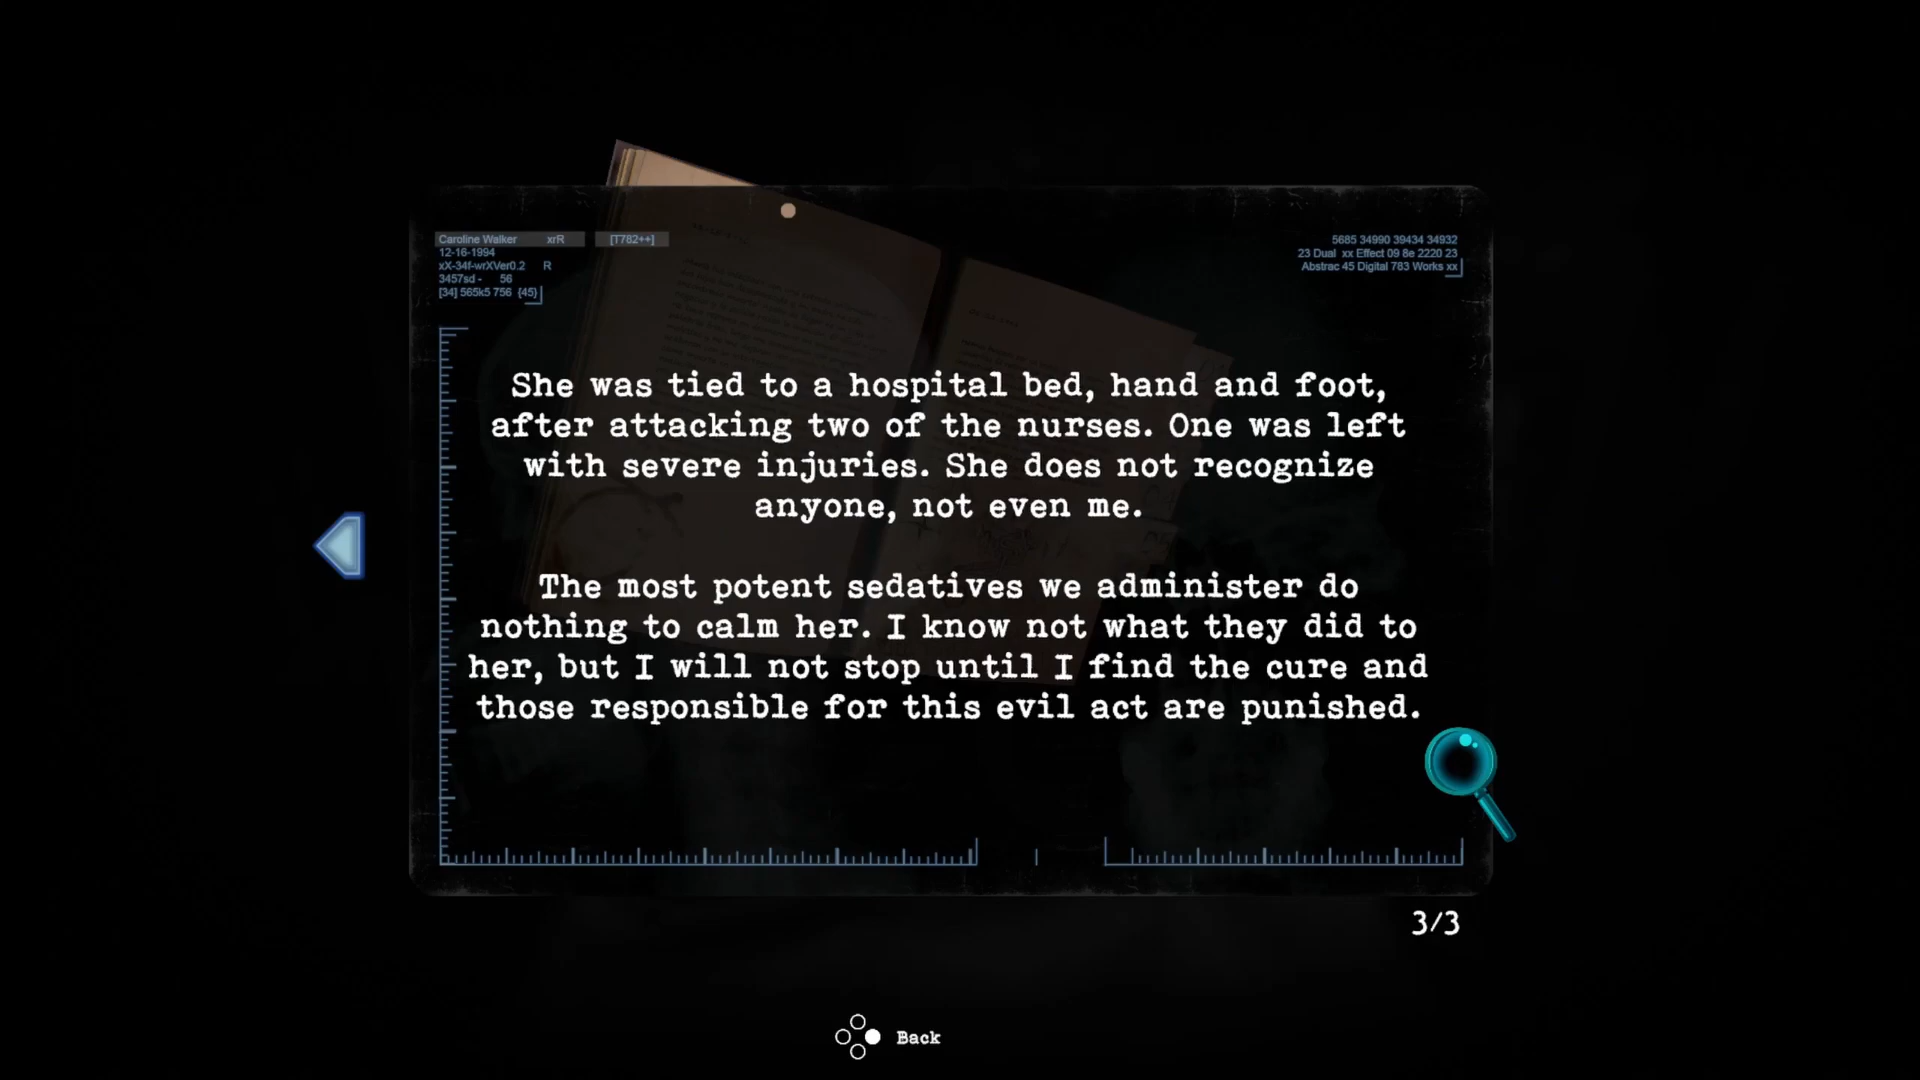 Caroline Walker xrR [T782++]
12-16-1994
xX-34f-wrXVer0.2 R
3457sd - 56
[34] 565k5 756 {45}
5685 34990 39434 34932
23 Dual xx Effect 09 8e 2220 23
Abstrac 45 Digital 783 Works xx
She was tied to a hospital bed, hand and foot,
after attacking two of the nurses. One was left
with severe injuries. She does not recognize
anyone, not even me.
The most potent sedatives we administer do
nothing to calm her. I know not what they did to
her, but I will not stop until I find the cure and
those responsible for this evil act are punished.
3/3
Back